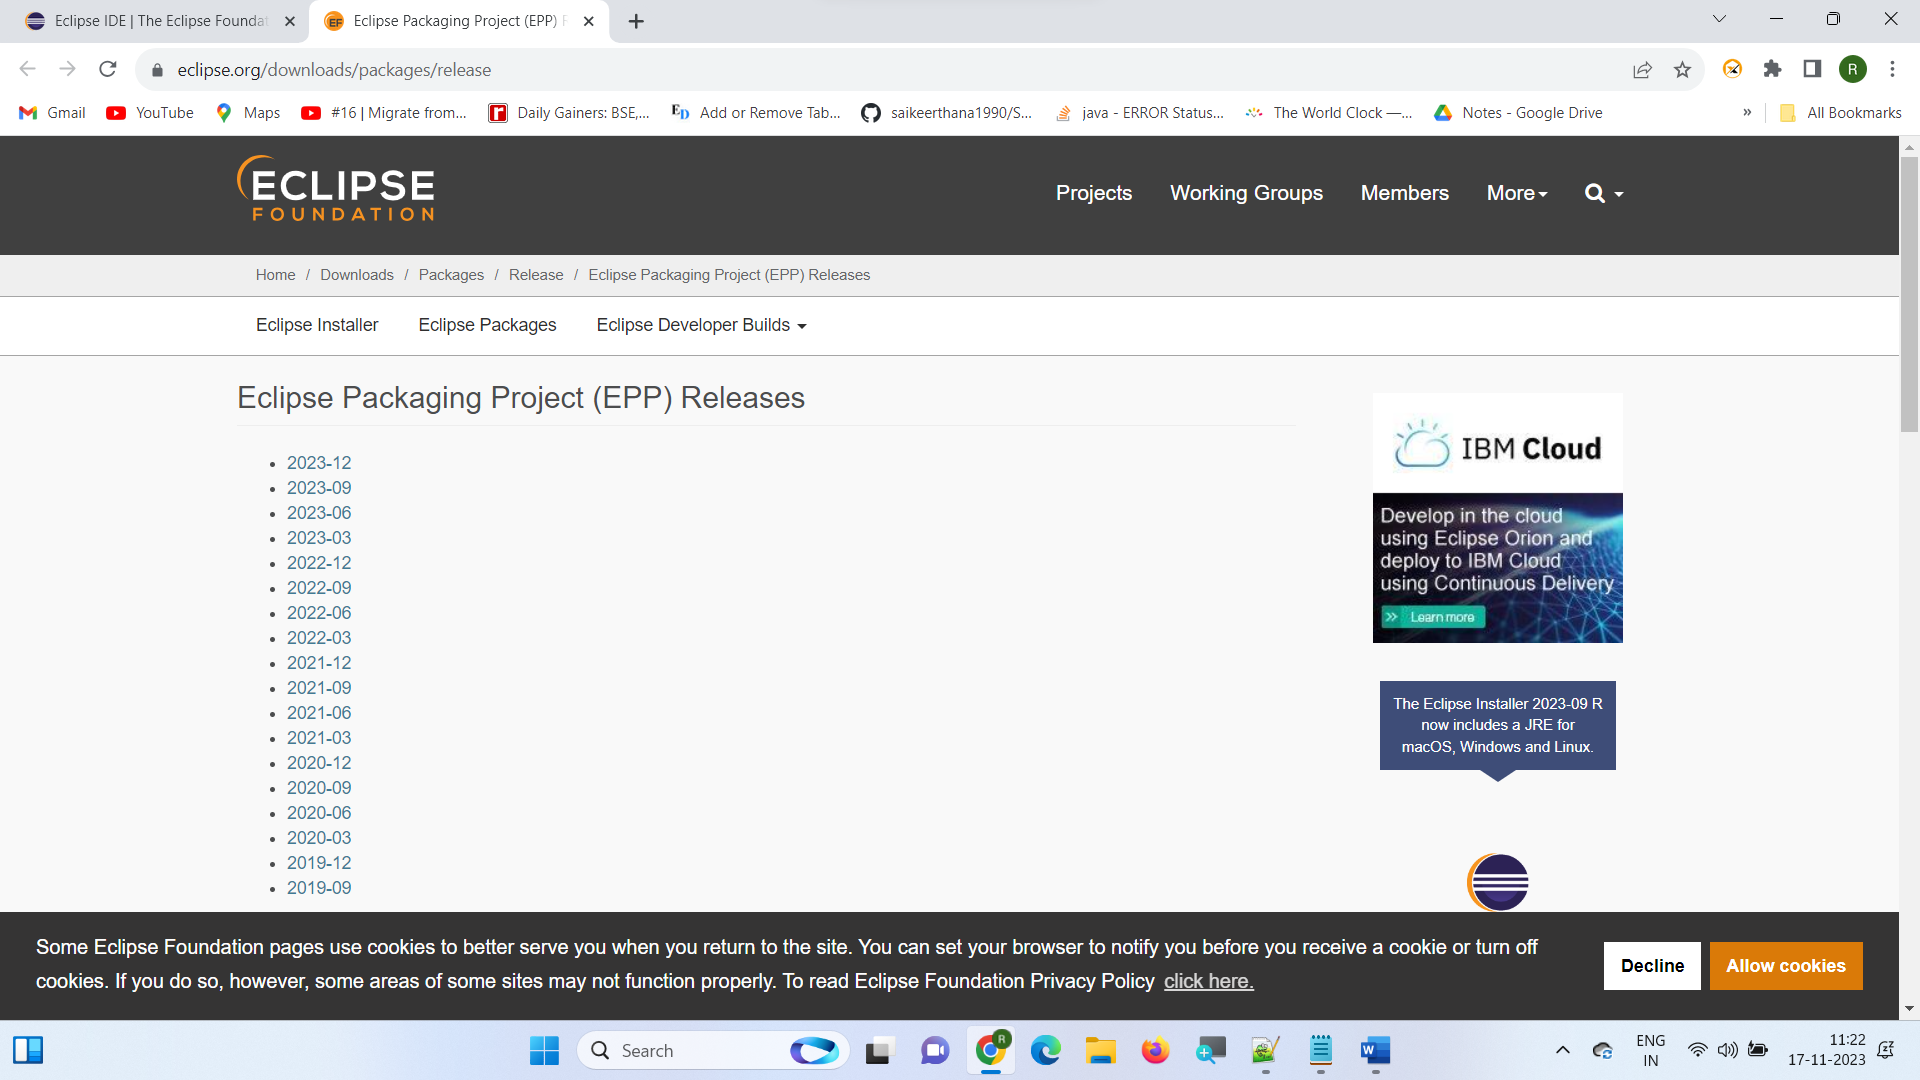 Eclipse IDE | The Eclipse Foundat
Eclipse Packaging Project (EPP) R
eclipse.org/downloads/packages/release
R
Gmail
YouTube
Maps
#16 | Migrate from...
Daily Gainers: BSE,...
Add or Remove Tab...
saikeerthana1990/S...
java - ERROR Status...
The World Clock —...
Notes - Google Drive
»
All Bookmarks
ECLIPSE
FOUNDATION
Projects
Working Groups
Members
More
Home / Downloads / Packages / Release / Eclipse Packaging Project (EPP) Releases
Eclipse Installer
Eclipse Packages
Eclipse Developer Builds
Eclipse Packaging Project (EPP) Releases
2023-12
2023-09
2023-06
2023-03
2022-12
2022-09
2022-06
2022-03
2021-12
2021-09
2021-06
2021-03
2020-12
2020-09
2020-06
2020-03
2019-12
2019-09
IBM Cloud
Develop in the cloud
using Eclipse Orion and
deploy to IBM Cloud
using Continuous Delivery
Learn more
The Eclipse Installer 2023-09 R
now includes a JRE for
macOS, Windows and Linux.
Some Eclipse Foundation pages use cookies to better serve you when you return to the site. You can set your browser to notify you before you receive a cookie or turn off
cookies. If you do so, however, some areas of some sites may not function properly. To read Eclipse Foundation Privacy Policy click here.
Decline
Allow cookies
Search
ENG
IN
11:22
17-11-2023